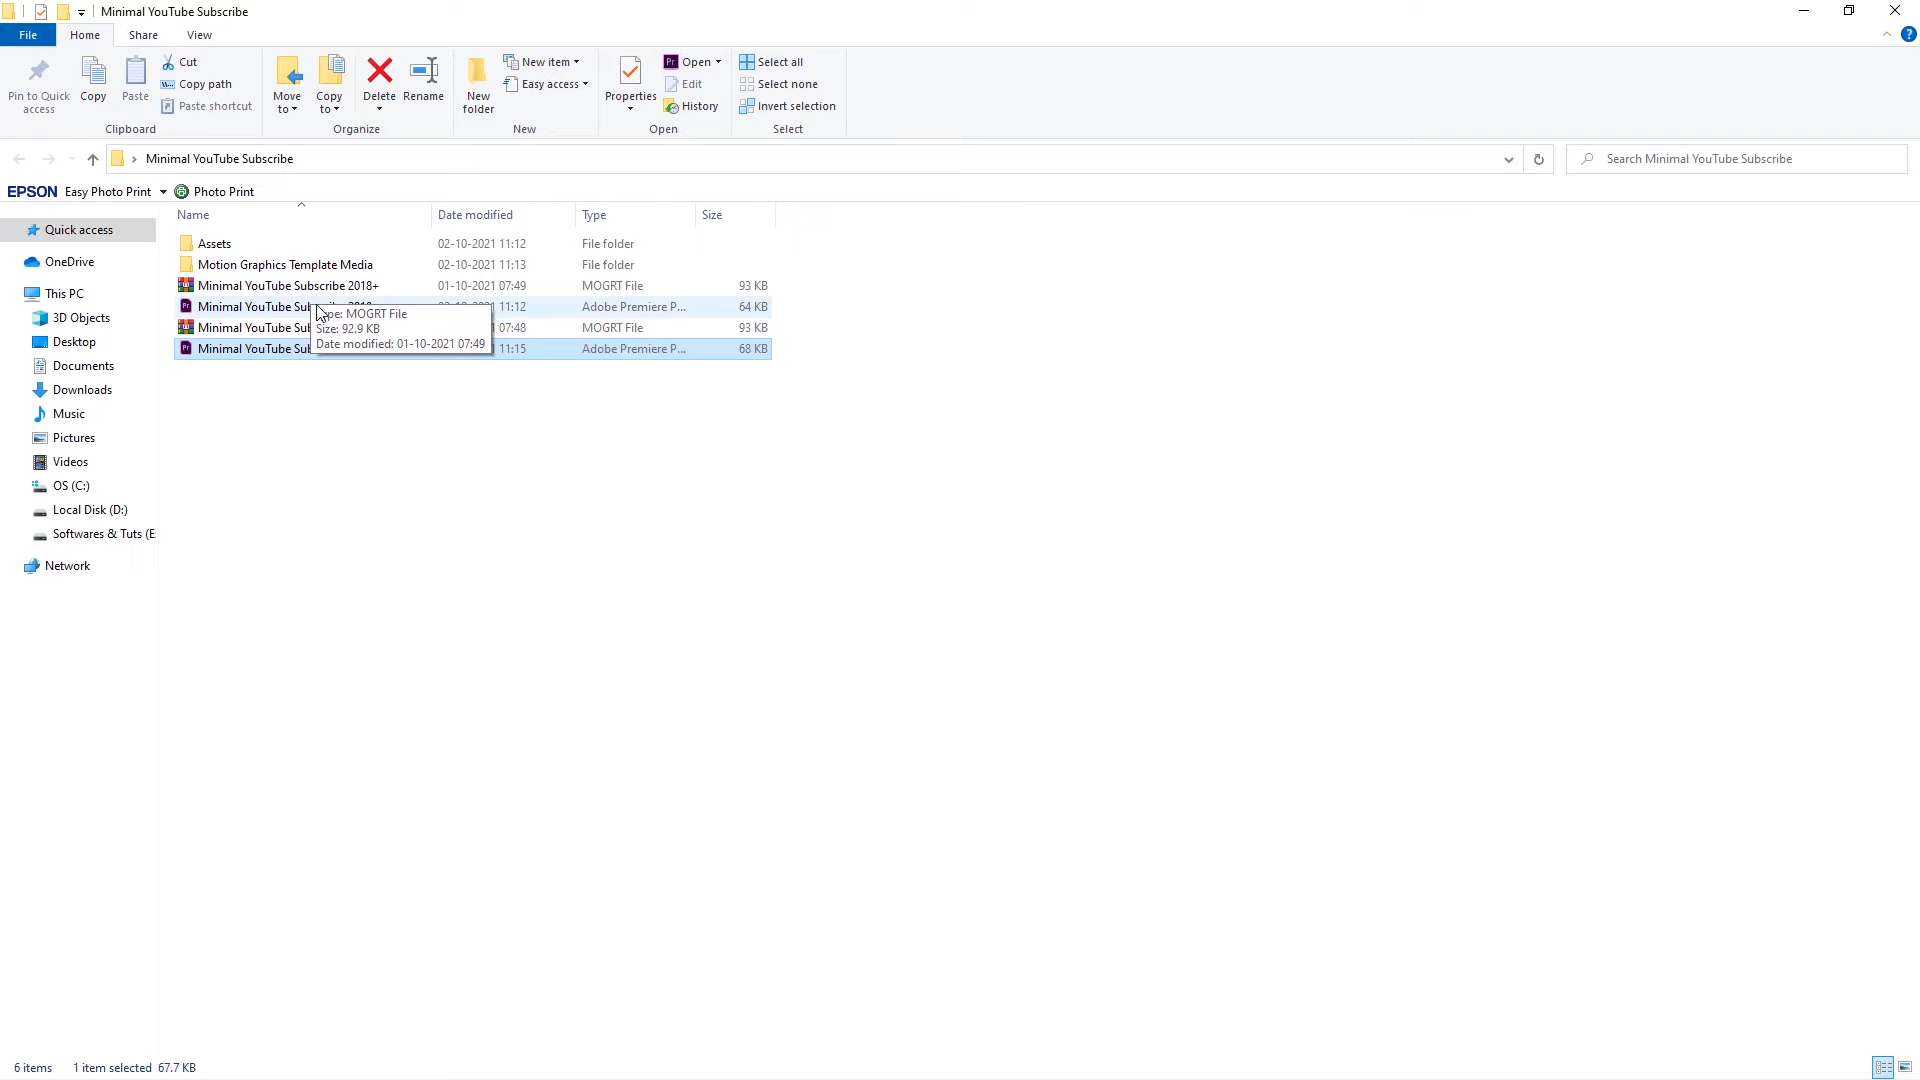 Minimal YouTube Subscribe
File
Home
Share
View
Pin to Quick access
Copy
Paste
Cut
Copy path
Paste shortcut
Clipboard
Move to
Copy to
Delete
Rename
Organize
New folder
New item
Easy access
New
Properties
Pr Open
Edit
History
Open
Select all
Select none
Invert selection
Select
Minimal YouTube Subscribe
Search Minimal YouTube Subscribe
EPSON Easy Photo Print
Photo Print
Name
Date modified
Type
Size
Assets 02-10-2021 11:12 File folder
Motion Graphics Template Media 02-10-2021 11:13 File folder
Minimal YouTube Subscribe 2018+ 01-10-2021 07:49 MOGRT File 93 KB
Minimal YouTube 11:12 Adobe Premiere P... 64 KB
Minimal YouTube 07:48 MOGRT File 93 KB
Minimal YouTube 11:15 Adobe Premiere P... 68 KB
MOGRT File
Size: 92.9 KB
Date modified: 01-10-2021 07:49
Quick access
OneDrive
This PC
3D Objects
Desktop
Documents
Downloads
Music
Pictures
Videos
OS (C:)
Local Disk (D:)
Softwares & Tuts (E:
Network
6 items
1 item selected 67.7 KB